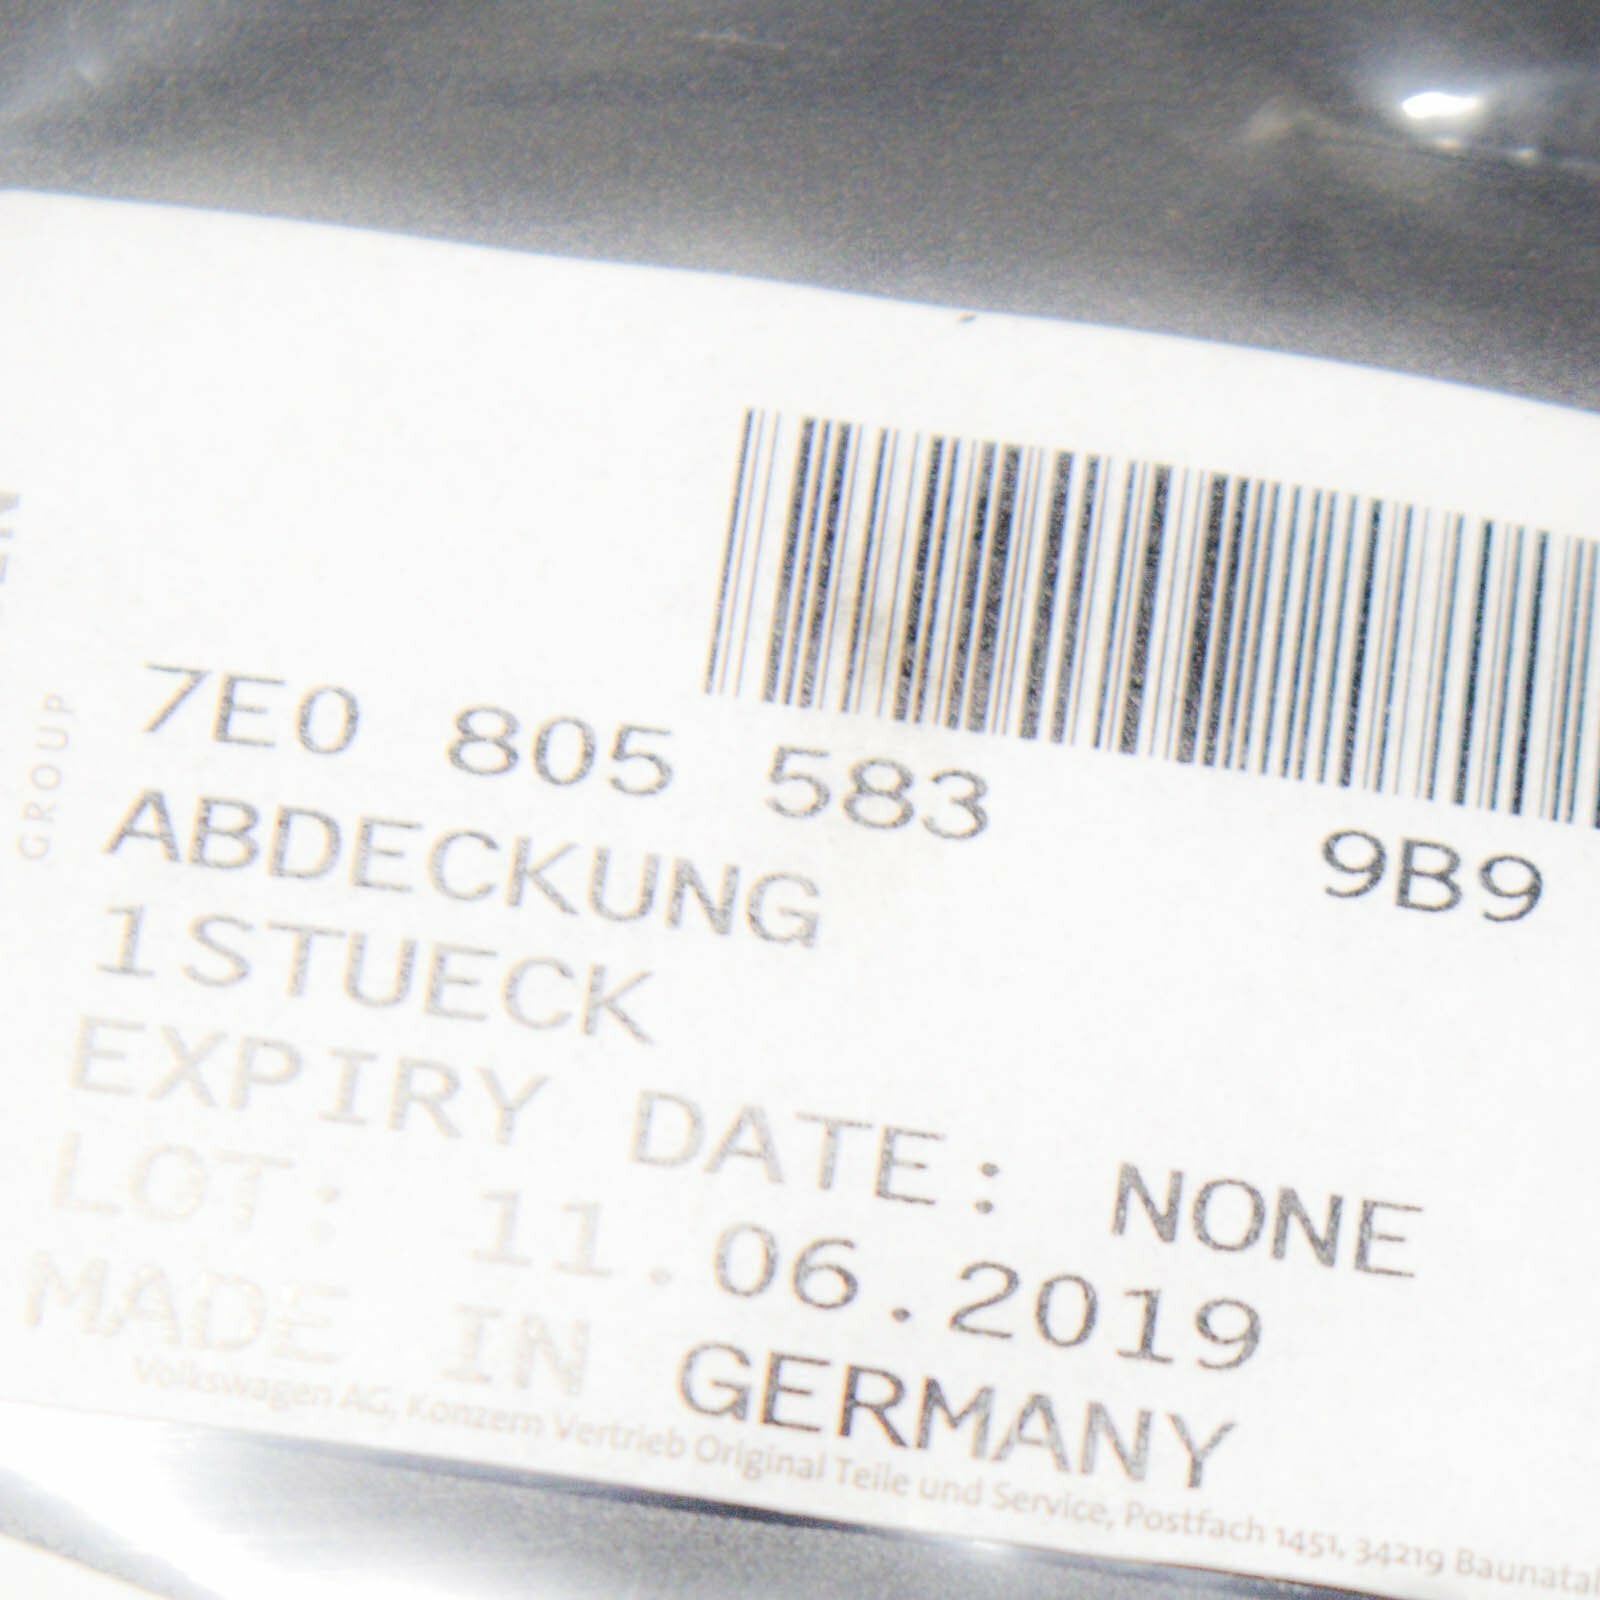 GROUP
7E0 805 583 9B9
ABDECKUNG
1STUECK
EXPIRY DATE: NONE
LOT: 11.06.2019
MADE IN GERMANY
Volkswagen AG, Konzern Vertrieb Original Teile und Service, Postfach 1451, 34219 Baunatal